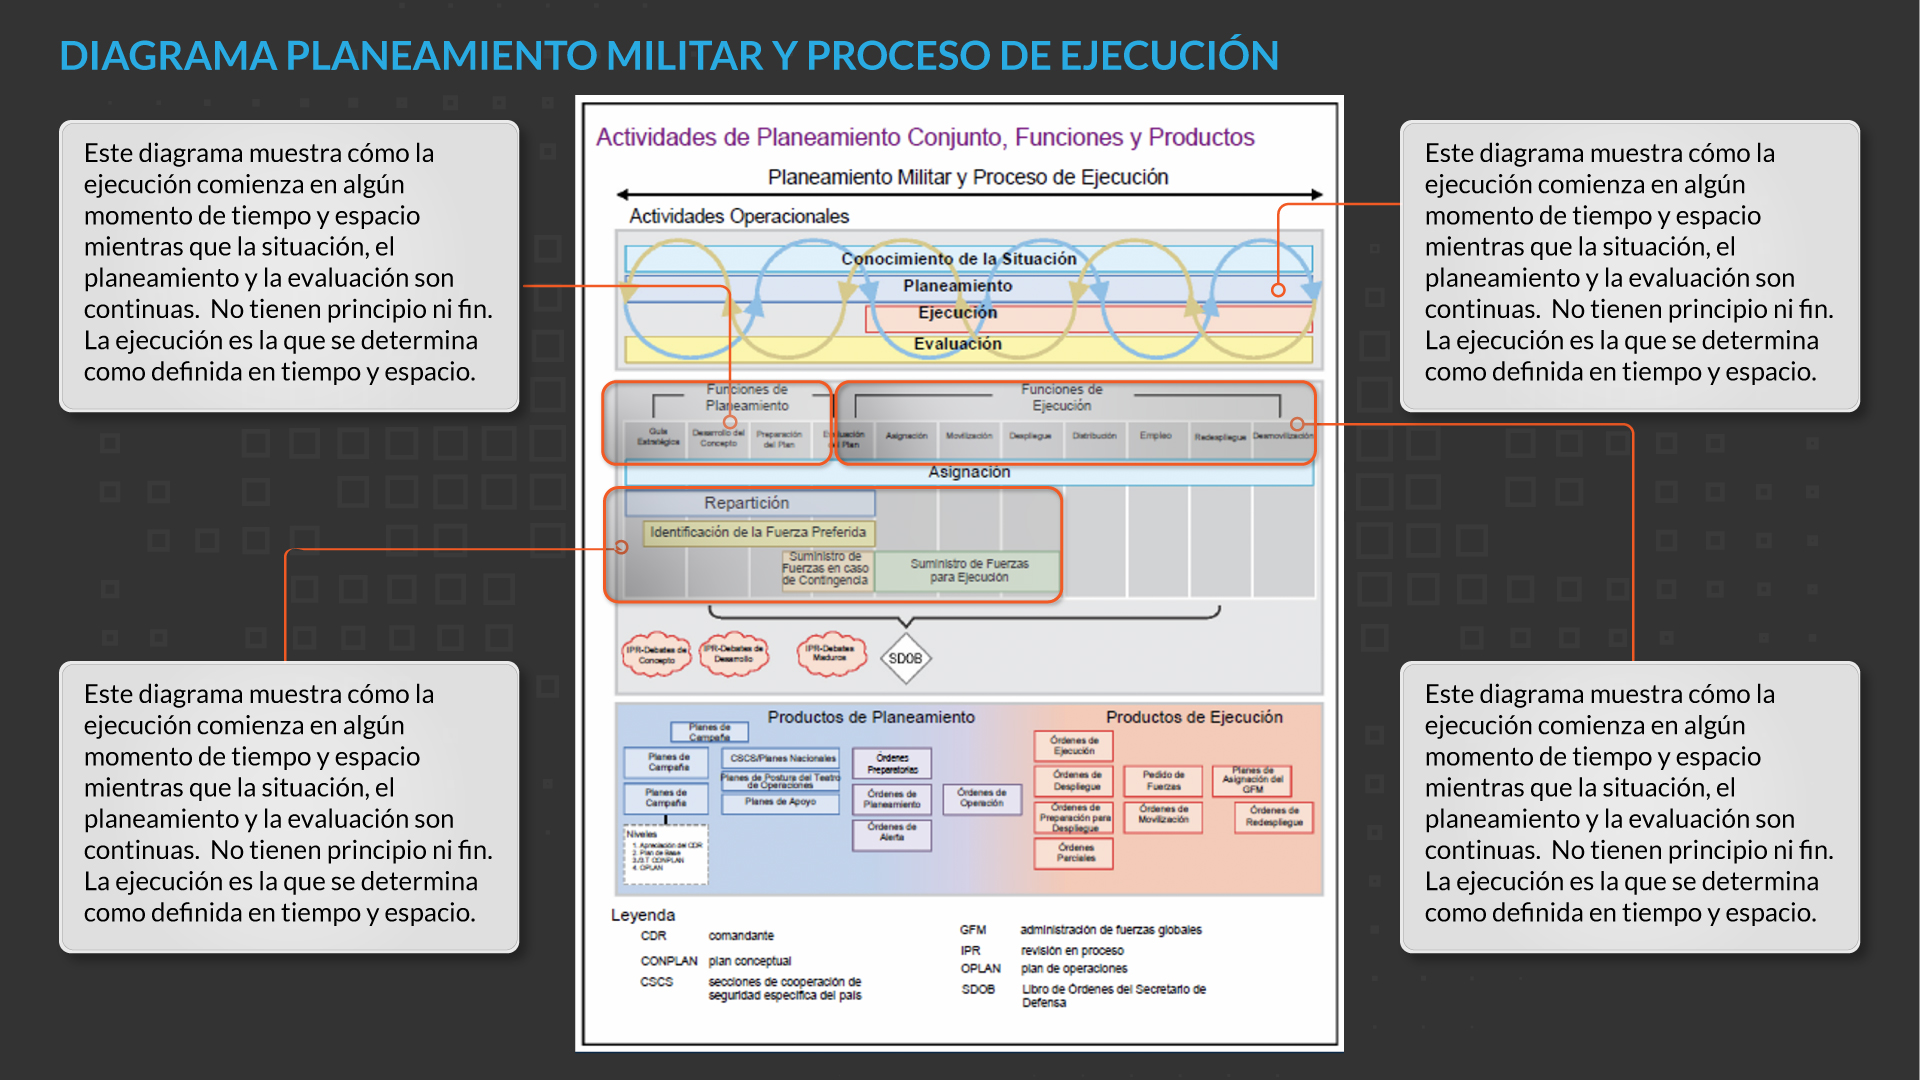 DIAGRAMA PLANEAMIENTO MILITAR Y PROCESO DE EJECUCIÓN
Este diagrama muestra cómo la
ejecución comienza en algún
momento de tiempo y espacio
mientras que la situación, el
planeamiento y la evaluación son
continuas.  No tienen principio ni fin.
La ejecución es la que se determina
como definida en tiempo y espacio.
Este diagrama muestra cómo la
ejecución comienza en algún
momento de tiempo y espacio
mientras que la situación, el
planeamiento y la evaluación son
continuas.  No tienen principio ni fin.
La ejecución es la que se determina
como definida en tiempo y espacio.
Actividades de Planeamiento Conjunto, Funciones y Productos
Planeamiento Militar y Proceso de Ejecución
Actividades Operacionales
Conocimiento de la Situación
Planeamiento
Ejecución
Evaluación
Funciones de
Planeamiento
Funciones de
Ejecución
Guía
Estratégica
Desarrollo del
Concepto
Preparación
del Plan
Evaluación
del Plan
Asignación
Movilización
Despliegue
Distribución
Empleo
Redespliegue
Desmovilización
Asignación
Repartición
Identificación de la Fuerza Preferida
Suministro de
Fuerzas en caso
de Contingencia
Suministro de Fuerzas
para Ejecución
IPR-Debates de
Concepto
IPR-Debates de
Desarrollo
IPR-Debates
Maduros
SDOB
Productos de Planeamiento
Planes de
Campaña
Planes de
Campaña
Planes de
Campaña
CSCS/Planes Nacionales
Planes de Postura del Teatro
de Operaciones
Planes de Apoyo
Órdenes
Preparatorias
Órdenes de
Planeamiento
Órdenes de
Alerta
Órdenes de
Operación
Niveles
1. Apreciación del CDR
2. Plan de Base
3./3.T CONPLAN
4. OPLAN
Productos de Ejecución
Órdenes de
Ejecución
Órdenes de
Despliegue
Órdenes de
Preparación para
Despliegue
Órdenes
Parciales
Pedido de
Fuerzas
Órdenes de
Movilización
Planes de
Asignación del
GFM
Órdenes de
Redespliegue
Leyenda
CDR comandante
CONPLAN plan conceptual
CSCS secciones de cooperación de
seguridad específica del país
GFM administración de fuerzas globales
IPR revisión en proceso
OPLAN plan de operaciones
SDOB Libro de Órdenes del Secretario de
Defensa
Este diagrama muestra cómo la
ejecución comienza en algún
momento de tiempo y espacio
mientras que la situación, el
planeamiento y la evaluación son
continuas.  No tienen principio ni fin.
La ejecución es la que se determina
como definida en tiempo y espacio.
Este diagrama muestra cómo la
ejecución comienza en algún
momento de tiempo y espacio
mientras que la situación, el
planeamiento y la evaluación son
continuas.  No tienen principio ni fin.
La ejecución es la que se determina
como definida en tiempo y espacio.